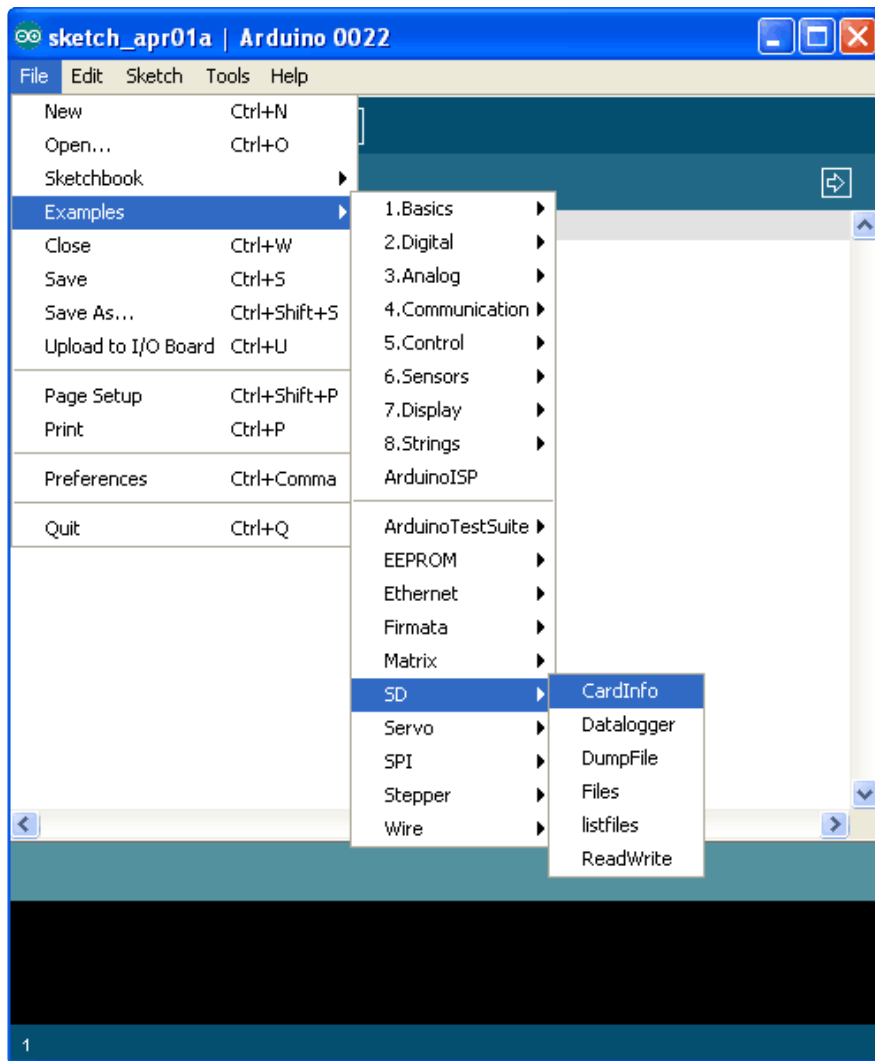 sketch_apr01a | Arduino 0022
File Edit Sketch Tools Help
New Ctrl+N
Open... Ctrl+O
Sketchbook
Examples
Close Ctrl+W
Save Ctrl+S
Save As... Ctrl+Shift+S
Upload to I/O Board Ctrl+U
Page Setup Ctrl+Shift+P
Print Ctrl+P
Preferences Ctrl+Comma
Quit Ctrl+Q
1.Basics
2.Digital
3.Analog
4.Communication
5.Control
6.Sensors
7.Display
8.Strings
ArduinoISP
ArduinoTestSuite
EEPROM
Ethernet
Firmata
Matrix
SD
Servo
SPI
Stepper
Wire
CardInfo
Datalogger
DumpFile
Files
listfiles
ReadWrite
1